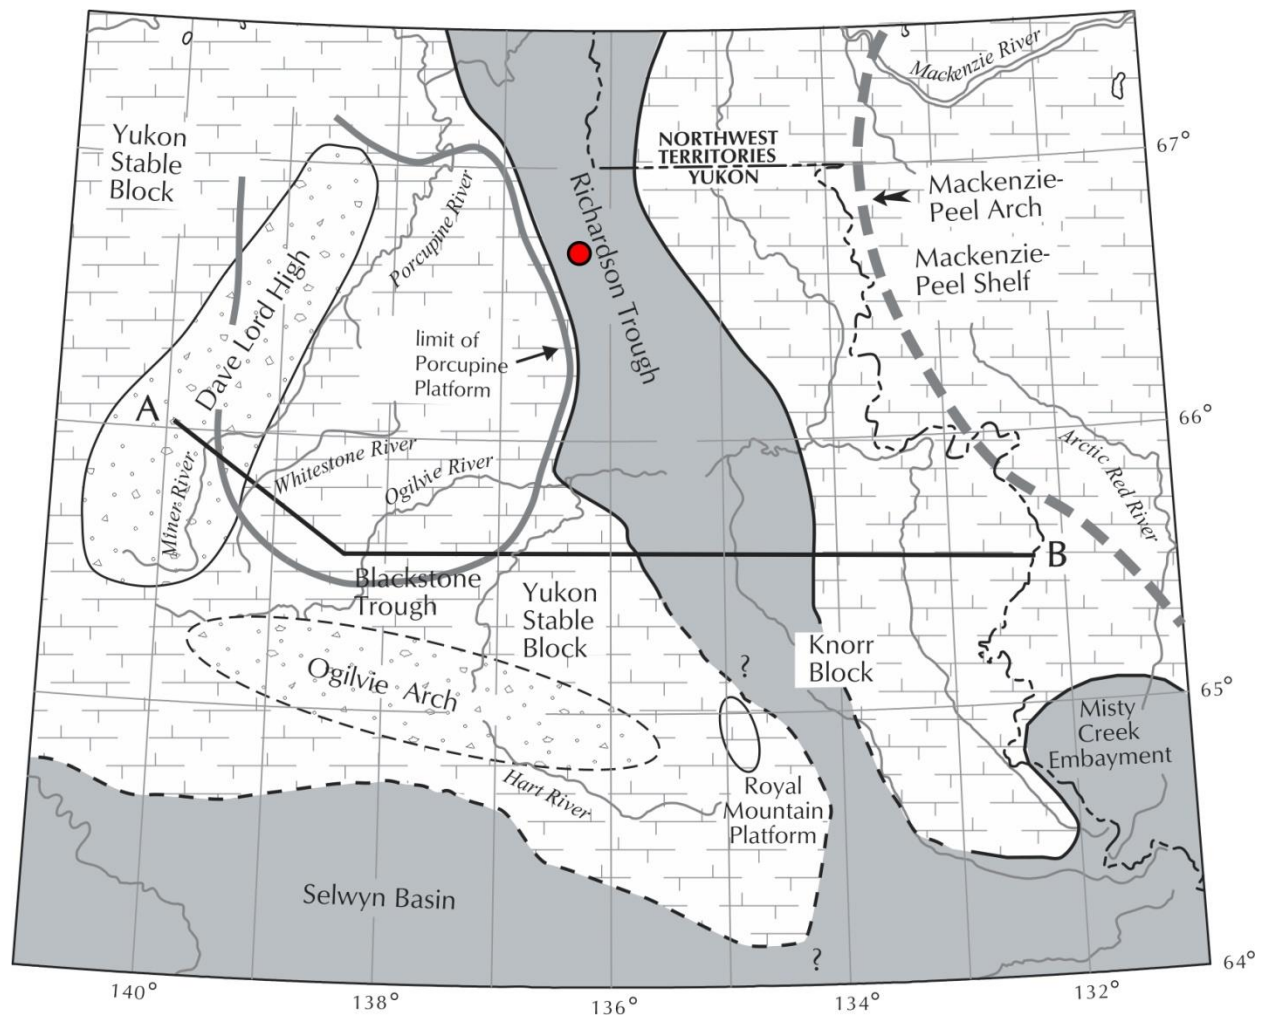 Mackenzie River
67°
Yukon
Stable
Block
NORTHWEST
TERRITORIES
YUKON
Mackenzie-
Peel Arch
Porcupine River
Richardson Trough
Mackenzie-
Peel Shelf
Dave Lord High
limit of
Porcupine
Platform
A
66°
Whitestone River
Ogilvie River
Miner River
Arctic Red River
B
Blackstone
Trough
Yukon
Stable
Block
Knorr
Block
?
Ogilvie Arch
65°
Misty
Creek
Embayment
Hart River
Royal
Mountain
Platform
Selwyn Basin
?
64°
140°
138°
136°
134°
132°